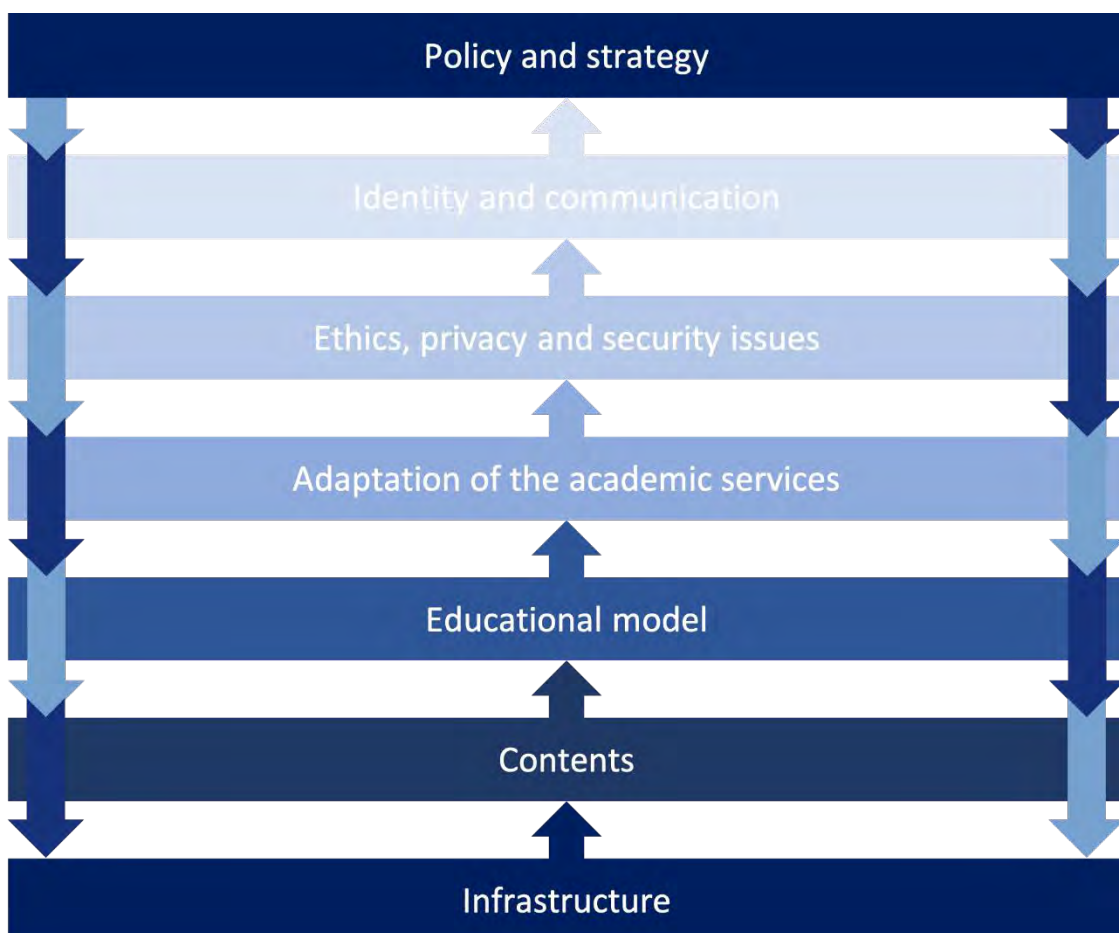 Policy and strategy
Identity and communication
Ethics, privacy and security issues
Adaptation of the academic services
Educational model
Contents
Infrastructure